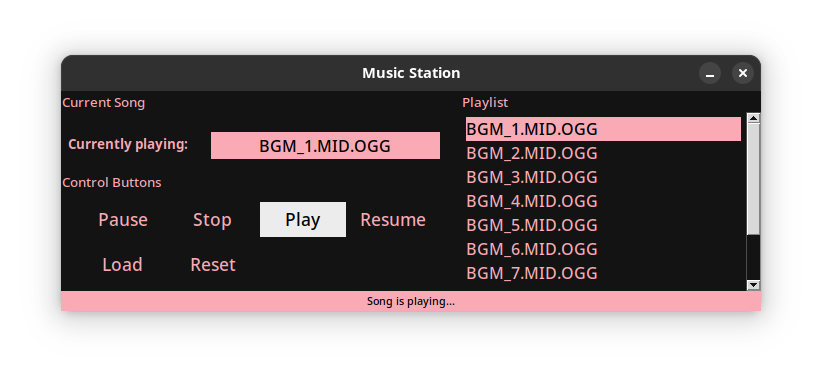 Music Station
Current Song
Currently playing: BGM_1.MID.OGG
Control Buttons
Pause Stop Play Resume
Load Reset
Playlist
BGM_1.MID.OGG
BGM_2.MID.OGG
BGM_3.MID.OGG
BGM_4.MID.OGG
BGM_5.MID.OGG
BGM_6.MID.OGG
BGM_7.MID.OGG
Song is playing...